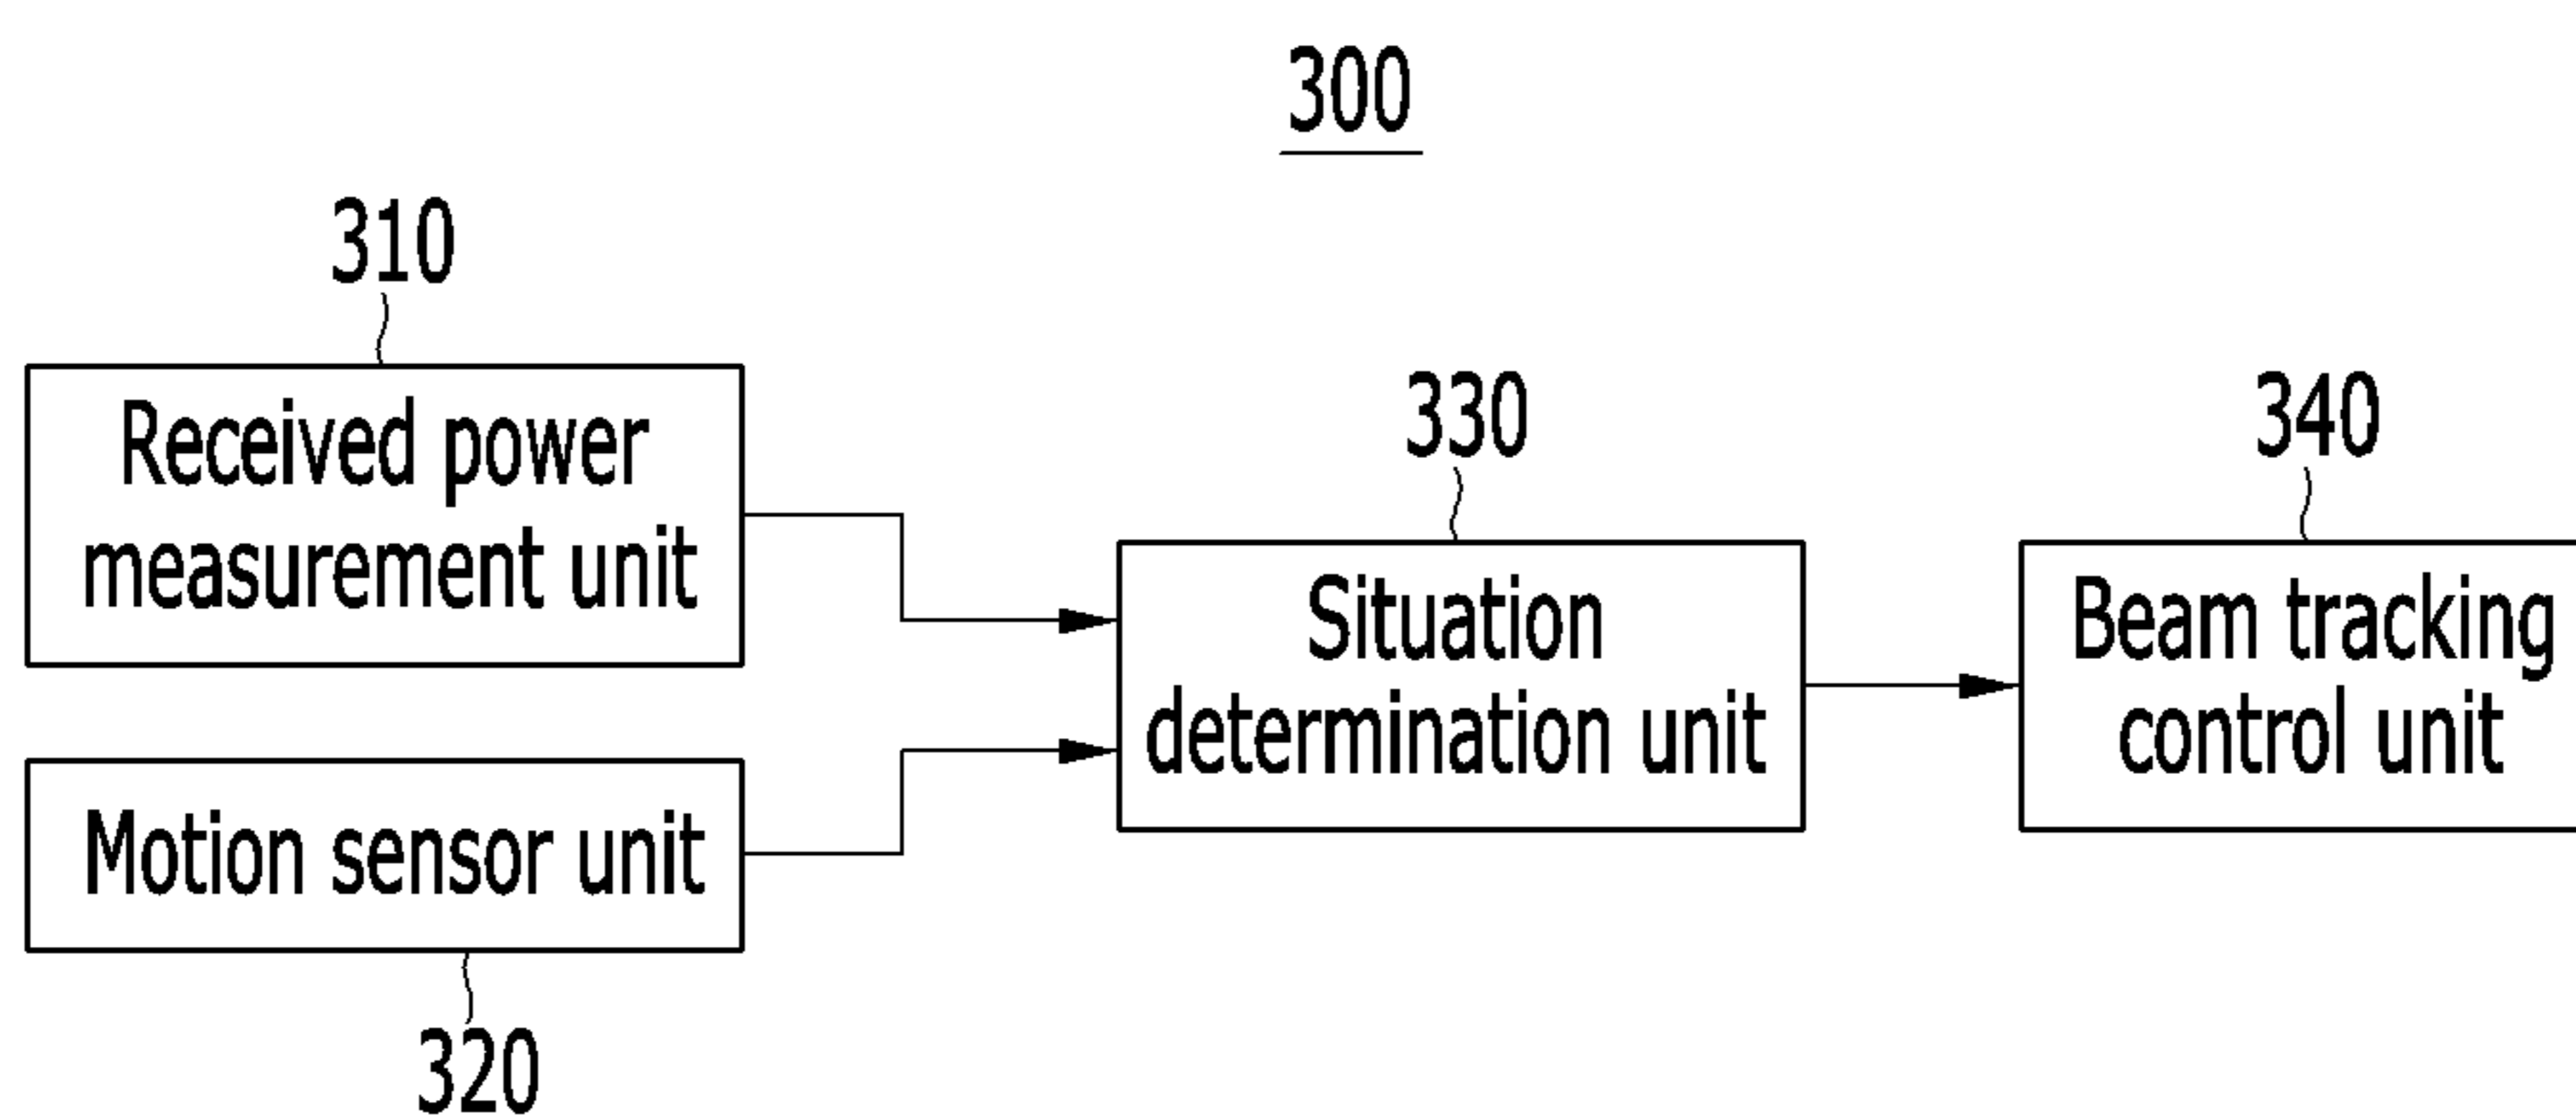 300
310
Received power
measurement unit
330
Situation
determination unit
340
Beam tracking
control unit
Motion sensor unit
320